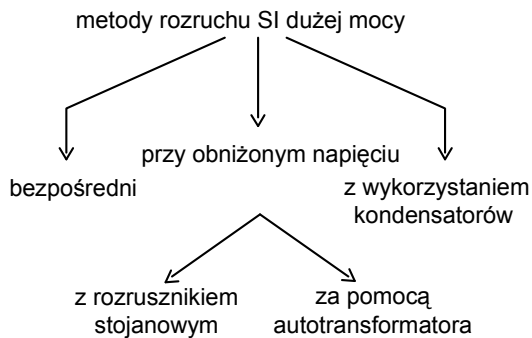 metody rozruchu SI dużej mocy
bezpośredni
przy obniżonym napięciu
z wykorzystaniem
kondensatorów
z rozrusznikiem
stojanowym
za pomocą
autotransformatora